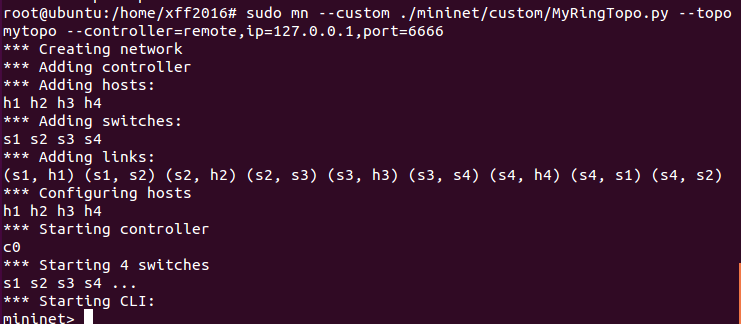 root@ubuntu:/home/xff2016# sudo mn --custom ./mininet/custom/MyRingTopo.py --topo
mytopo --controller=remote,ip=127.0.0.1,port=6666
*** Creating network
*** Adding controller
*** Adding hosts:
h1 h2 h3 h4
*** Adding switches:
s1 s2 s3 s4
*** Adding links:
(s1, h1) (s1, s2) (s2, h2) (s2, s3) (s3, h3) (s3, s4) (s4, h4) (s4, s1) (s4, s2)
*** Configuring hosts
h1 h2 h3 h4
*** Starting controller
c0
*** Starting 4 switches
s1 s2 s3 s4 ...
*** Starting CLI:
mininet>